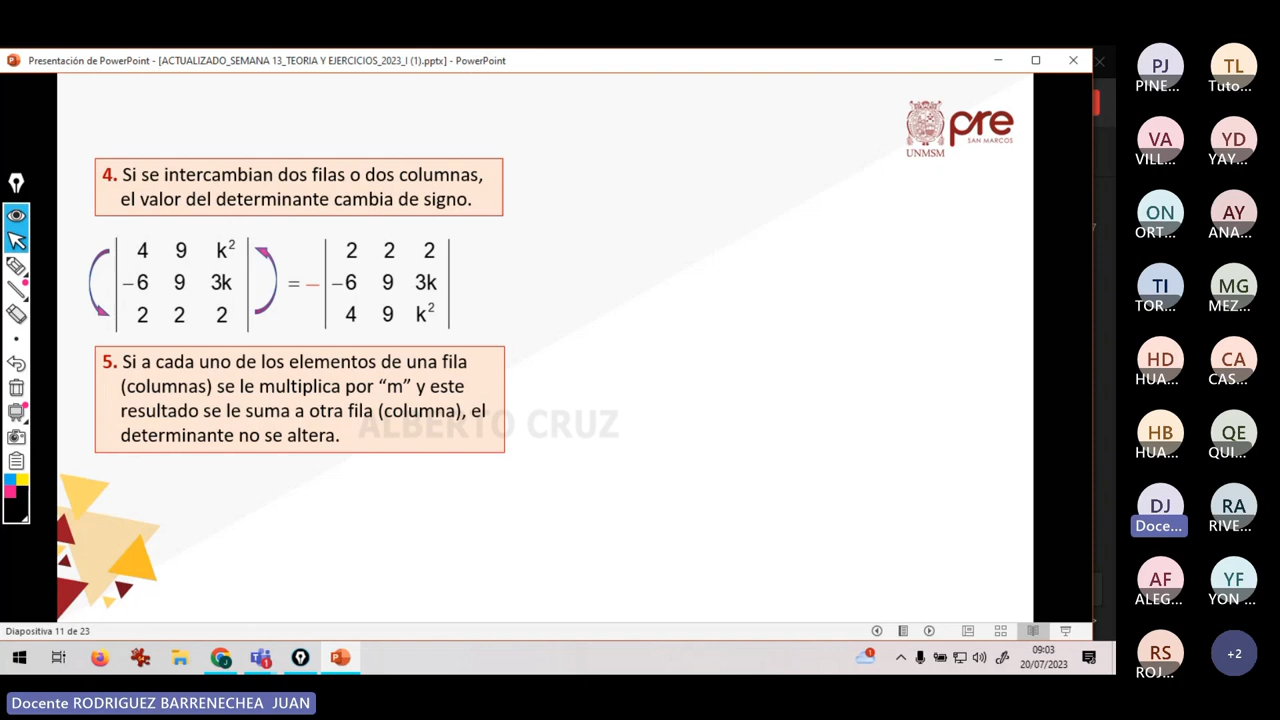 Presentación de PowerPoint - [ACTUALIZADO_SEMANA 13_TEORIA Y EJERCICIOS_2023_I (1).pptx] - PowerPoint
pre
SAN MARCOS
UNMSM
4. Si se intercambian dos filas o dos columnas,
el valor del determinante cambia de signo.
4 9 k² 2 2 2
−6 9 3k = − −6 9 3k
2 2 2 4 9 k²
5. Si a cada uno de los elementos de una fila
(columnas) se le multiplica por “m” y este
resultado se le suma a otra fila (columna), el
determinante no se altera.
ALBERTO CRUZ
Diapositiva 11 de 23
09:03
20/07/2023
Docente RODRIGUEZ BARRENECHEA JUAN
PJ TL
PINE... Tuto...
VA YD
VILL... YAY...
ON AY
ORT... ANA...
TI MG
TOR... MEZ...
HD CA
HUA... CAS...
HB QE
HUA... QUI...
DJ RA
Doce... RIVE...
AF YF
ALEG... YON ...
RS +2
ROJ...